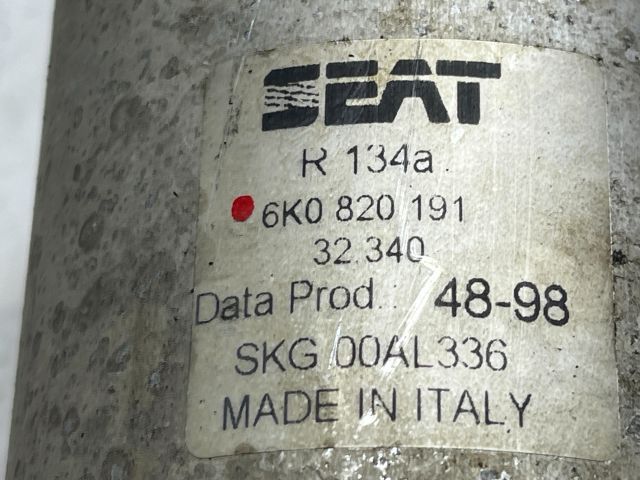 SEAT
R 134a
6K0 820 191
32.340
Data Prod.: 48-98
SKG 00AL336
MADE IN ITALY